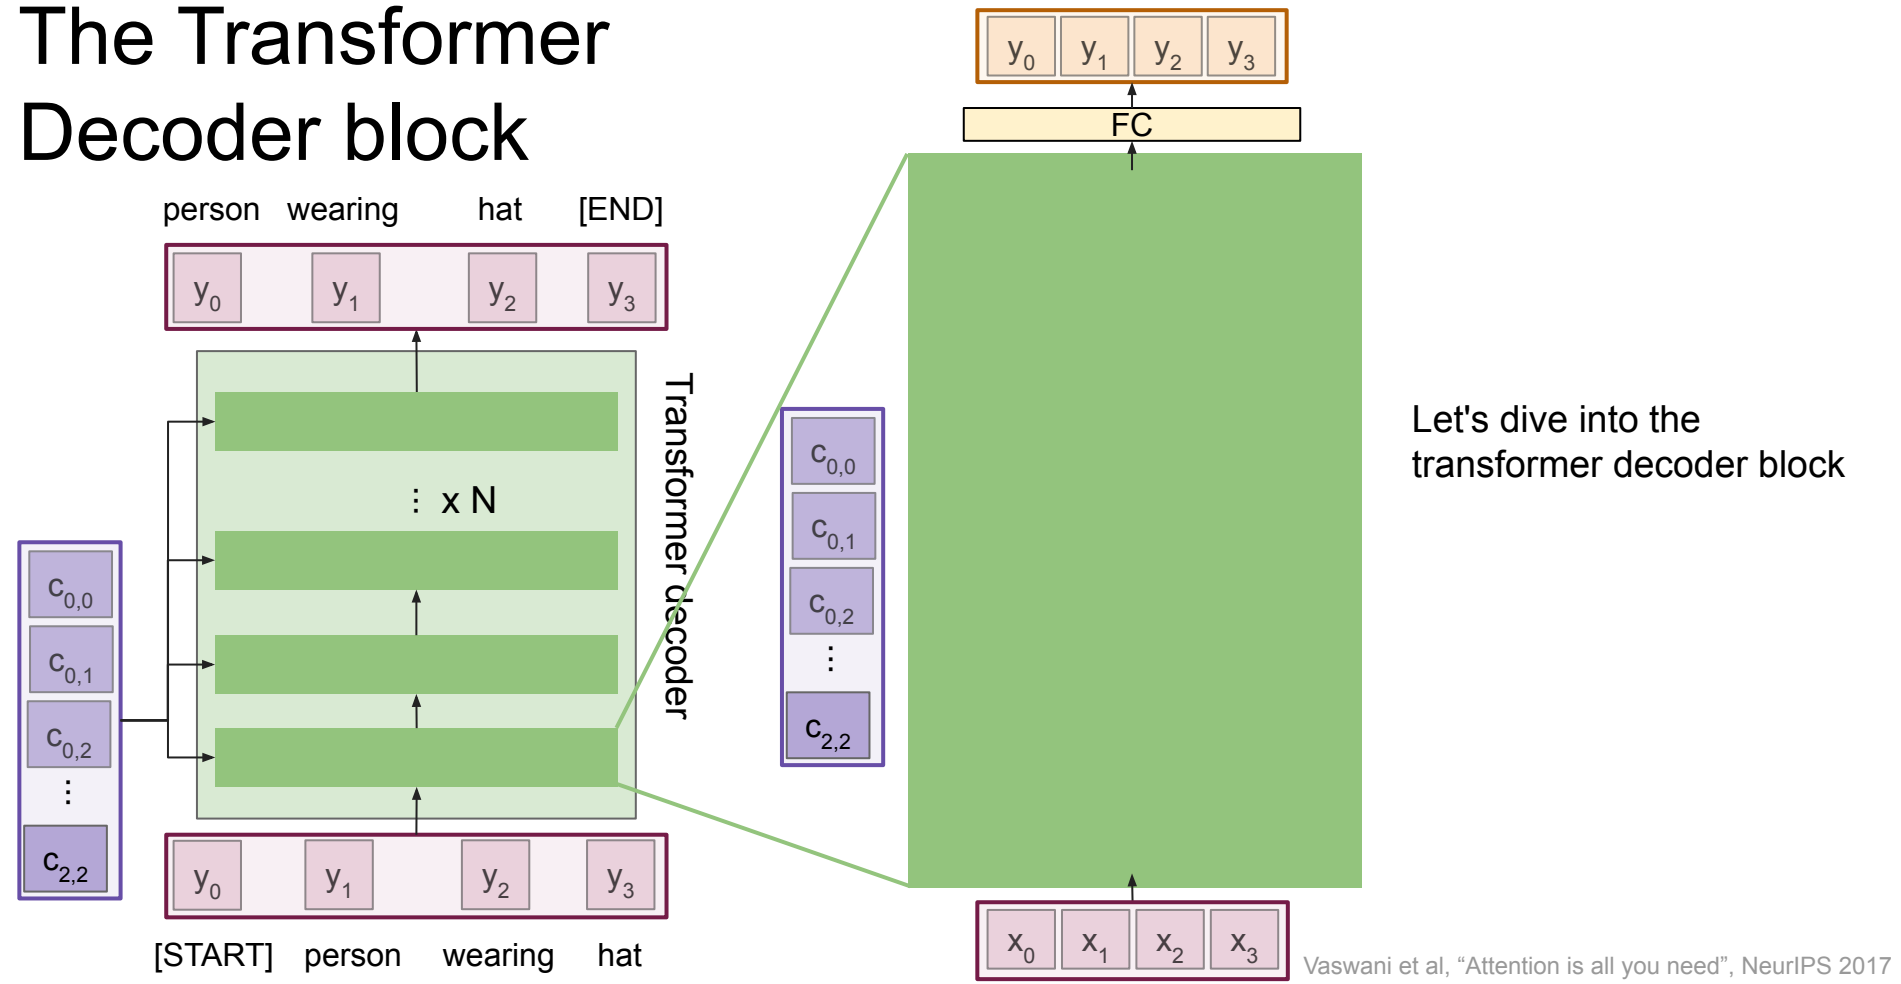 The Transformer
Decoder block
person wearing hat [END]
y0 y1 y2 y3
⋮ x N
Transformer decoder
c0,0
c0,1
c0,2
⋮
c2,2
y0 y1 y2 y3
[START] person wearing hat
y0 y1 y2 y3
FC
c0,0
c0,1
c0,2
⋮
c2,2
x0 x1 x2 x3
Let's dive into the
transformer decoder block
Vaswani et al, “Attention is all you need”, NeurIPS 2017